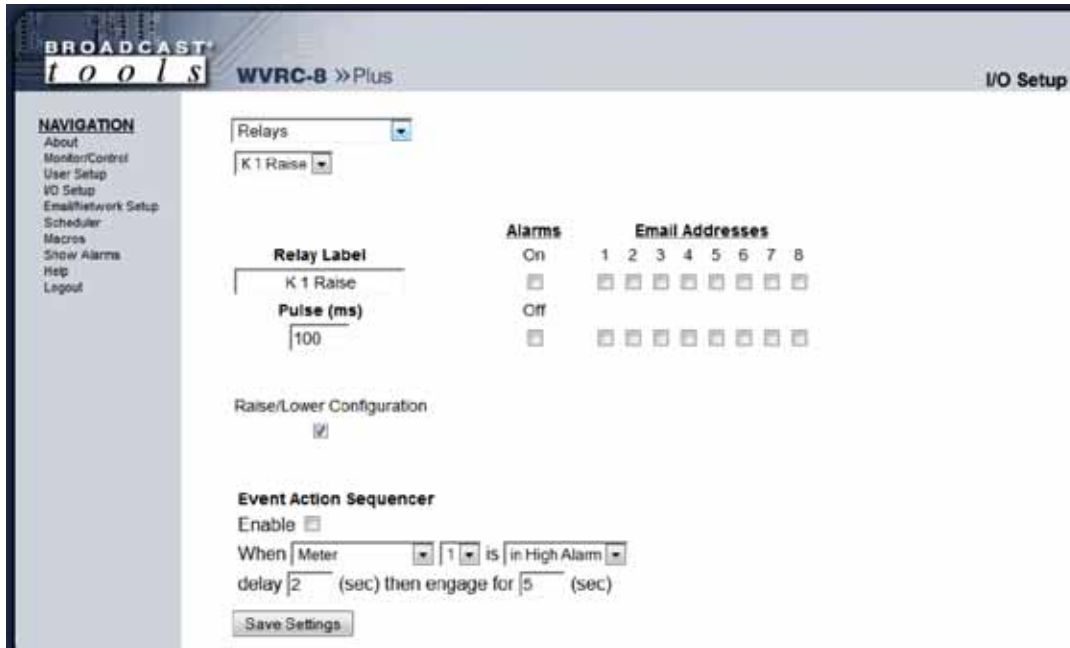 BROADCAST®
tools
WVRC-8 »Plus
I/O Setup
NAVIGATION
About
Monitor/Control
User Setup
I/O Setup
Email/Network Setup
Scheduler
Macros
Show Alarms
Help
Logout
Relays
K 1 Raise
Alarms Email Addresses
Relay Label On 1 2 3 4 5 6 7 8
K 1 Raise
Pulse (ms) Off
100
Raise/Lower Configuration
Event Action Sequencer
Enable
When Meter 1 is in High Alarm
delay 2 (sec) then engage for 5 (sec)
Save Settings